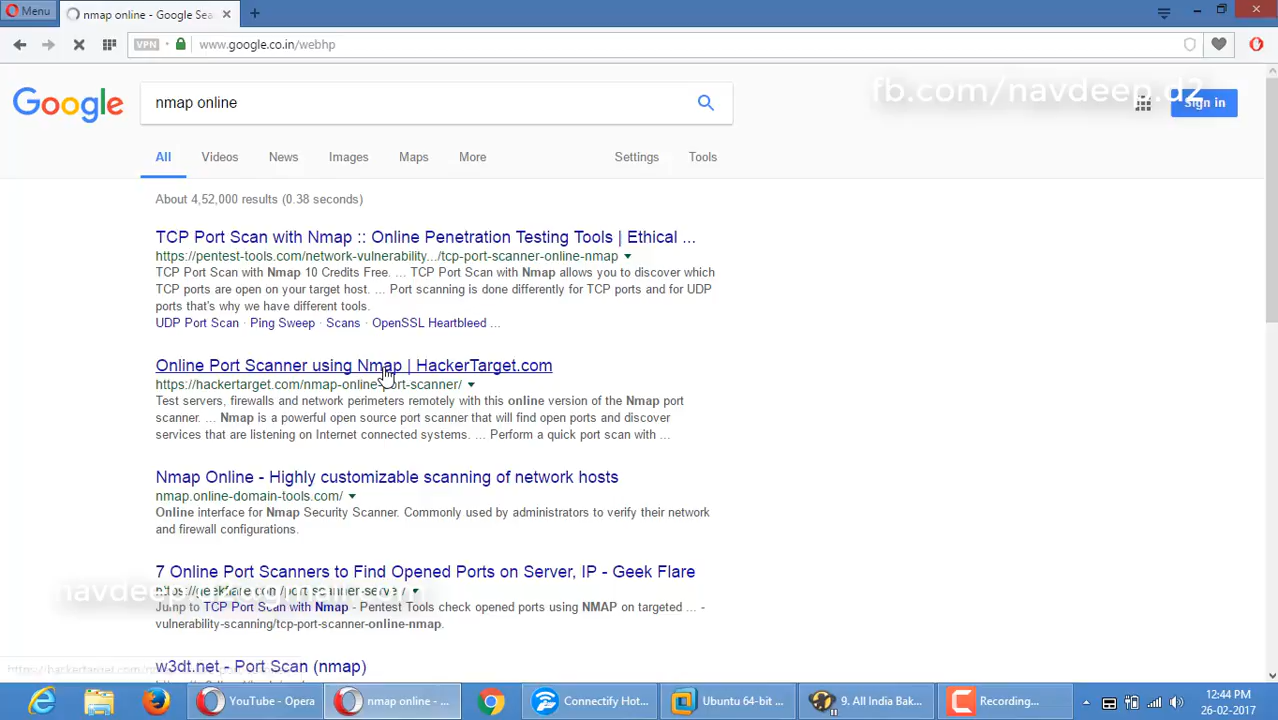 Menu
nmap online - Google Sea
VPN
www.google.co.in/webhp
fb.com/navdeep.d2
Google
nmap online
Sign in
All Videos News Images Maps More Settings Tools
About 4,52,000 results (0.38 seconds)
TCP Port Scan with Nmap :: Online Penetration Testing Tools | Ethical ...
https://pentest-tools.com/network-vulnerability.../tcp-port-scanner-online-nmap
TCP Port Scan with Nmap 10 Credits Free. ... TCP Port Scan with Nmap allows you to discover which
TCP ports are open on your target host. ... Port scanning is done differently for TCP ports and for UDP
ports that's why we have different tools.
UDP Port Scan · Ping Sweep · Scans · OpenSSL Heartbleed ...
Online Port Scanner using Nmap | HackerTarget.com
https://hackertarget.com/nmap-online-port-scanner/
Test servers, firewalls and network perimeters remotely with this online version of the Nmap port
scanner. ... Nmap is a powerful open source port scanner that will find open ports and discover
services that are listening on Internet connected systems. ... Perform a quick port scan with ...
Nmap Online - Highly customizable scanning of network hosts
nmap.online-domain-tools.com/
Online interface for Nmap Security Scanner. Commonly used by administrators to verify their network
and firewall configurations.
7 Online Port Scanners to Find Opened Ports on Server, IP - Geek Flare
https://geekflare.com/port-scanner-server/
Jump to TCP Port Scan with Nmap - Pentest Tools check opened ports using NMAP on targeted ... -
vulnerability-scanning/tcp-port-scanner-online-nmap.
w3dt.net - Port Scan (nmap)
YouTube - Opera
nmap online - ...
Connectify Hot...
Ubuntu 64-bit ...
9. All India Bak...
Recording...
12:44 PM
26-02-2017